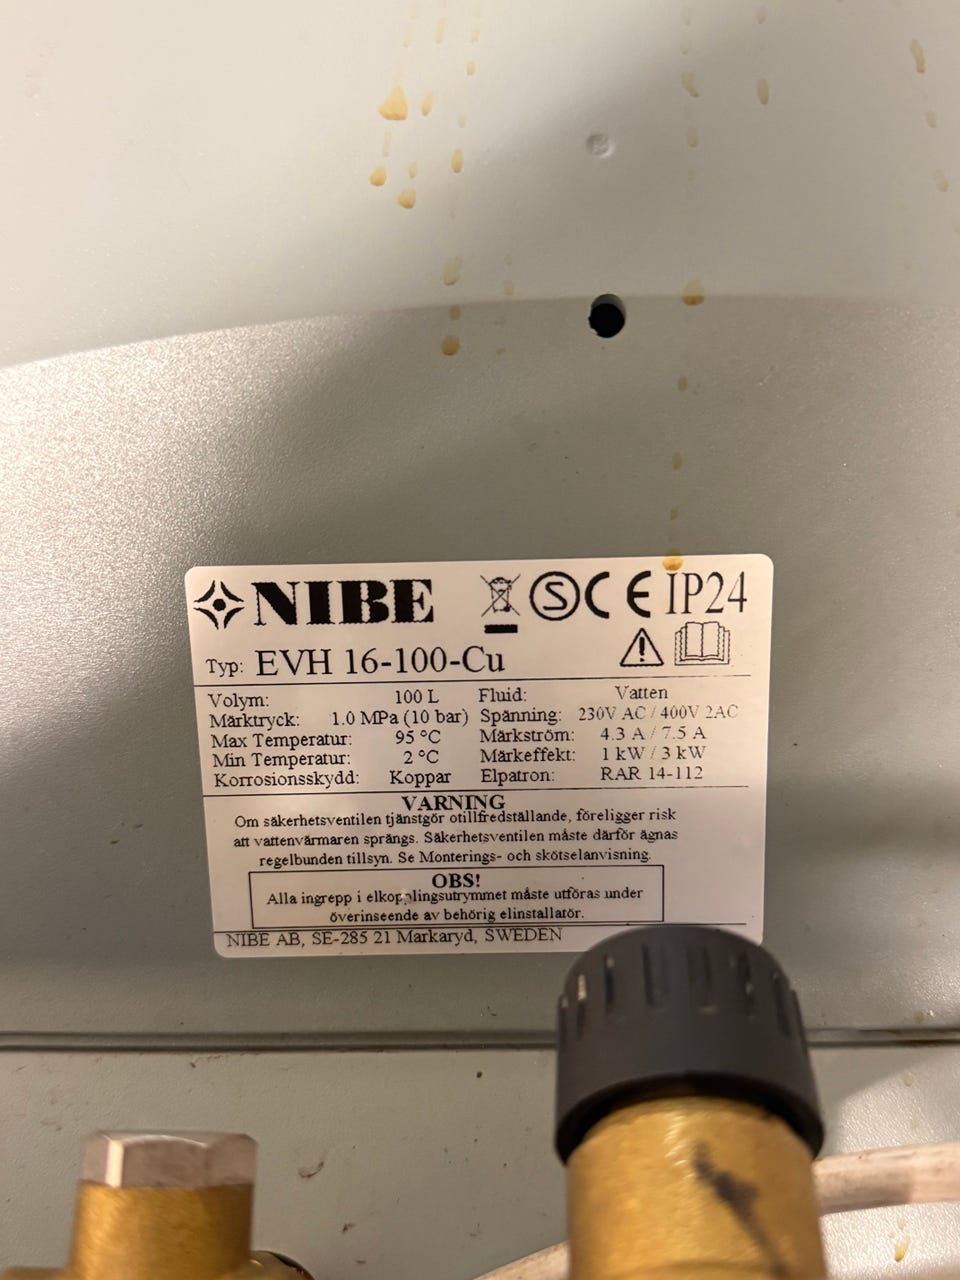 NIBE CE IP24
Typ: EVH 16-100-Cu
Volym: 100 L Fluid: Vatten
Märktryck: 1.0 MPa (10 bar) Spänning: 230V AC / 400V 2AC
Max Temperatur: 95 °C Märkström: 4.3 A / 7.5 A
Min Temperatur: 2 °C Märkeffekt: 1 kW / 3 kW
Korrosionsskydd: Koppar Elpatron: RAR 14-112
VARNING
Om säkerhetsventilen tjänstgör otillfredställande, föreligger risk
att vattenvärmaren sprängs. Säkerhetsventilen måste därför ägnas
regelbunden tillsyn. Se Monterings- och skötselanvisning.
OBS!
Alla ingrepp i elkopplingsutrymmet måste utföras under
överinseende av behörig elinstallatör.
NIBE AB, SE-285 21 Markaryd, SWEDEN